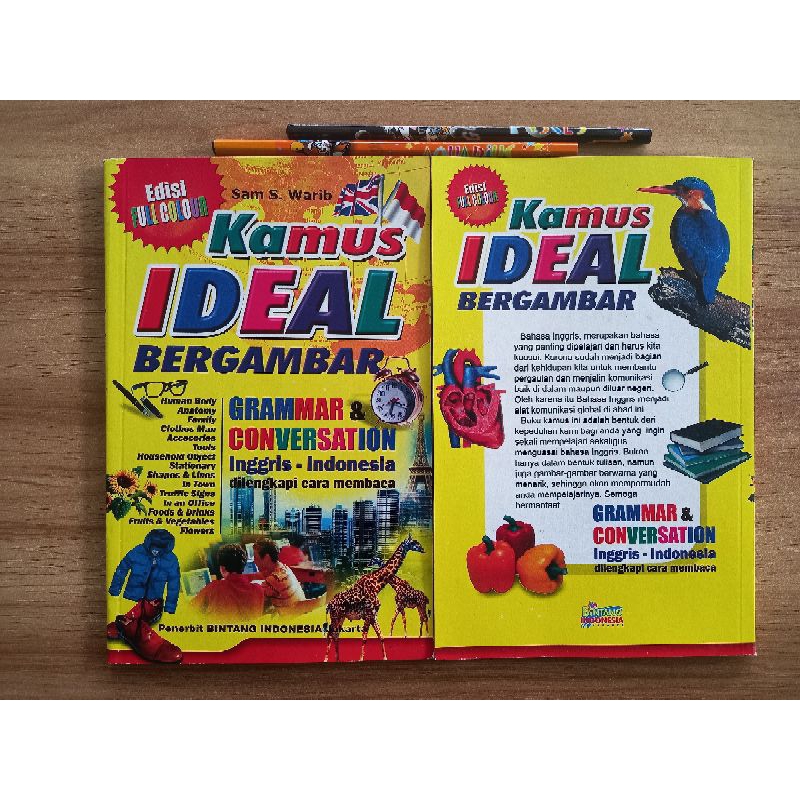 Edisi
FULL COLOUR
Sam S. Warib
Kamus
IDEAL
BERGAMBAR
Human Body
Anatomy
Family
Clothes Man
Accecories
Tools
Household Object
Stationary
Shapes & Lines
In Town
Traffic Signs
In an Office
Foods & Drinks
Fruits & Vegetables
Flowers
GRAMMAR &
CONVERSATION
Inggris - Indonesia
dilengkapi cara membaca
Penerbit BINTANG INDONESIA Jakarta
Edisi
FULL COLOUR
Kamus
IDEAL
BERGAMBAR
Bahasa Inggris, merupakan bahasa
yang penting dipelajari dan harus kita
kuasai. Karena sudah menjadi bagian
dari kehidupan kita untuk membantu
pergaulan dan menjalin komunikasi
baik di dalam maupun diluar negeri.
Oleh karena itu Bahasa Inggris menjadi
alat komunikasi global di abad ini.
Buku kamus ini adalah bentuk dari
kepedulian kami bagi anda yang ingin
sekali mempelajari sekaligus
menguasai bahasa Inggris. Bukan
hanya dalam bentuk tulisan, namun
juga gambar-gambar berwarna yang
menarik, sehingga akan mempermudah
anda mempelajarinya. Semoga
bermanfaat
GRAMMAR &
CONVERSATION
Inggris - Indonesia
dilengkapi cara membaca
BINTANG
INDONESIA